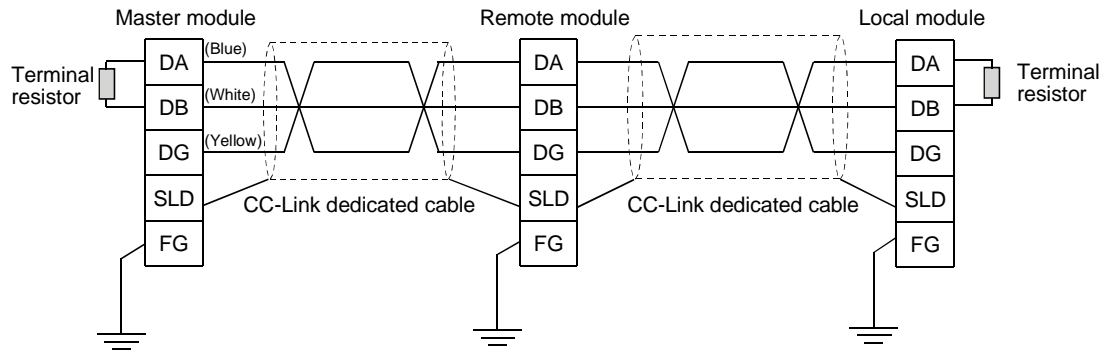 Master module
Remote module
Local module
Terminal
resistor
DA
(Blue)
DB
(White)
DG
(Yellow)
SLD
FG
CC-Link dedicated cable
DA
DB
DG
SLD
FG
CC-Link dedicated cable
DA
DB
DG
SLD
FG
Terminal
resistor